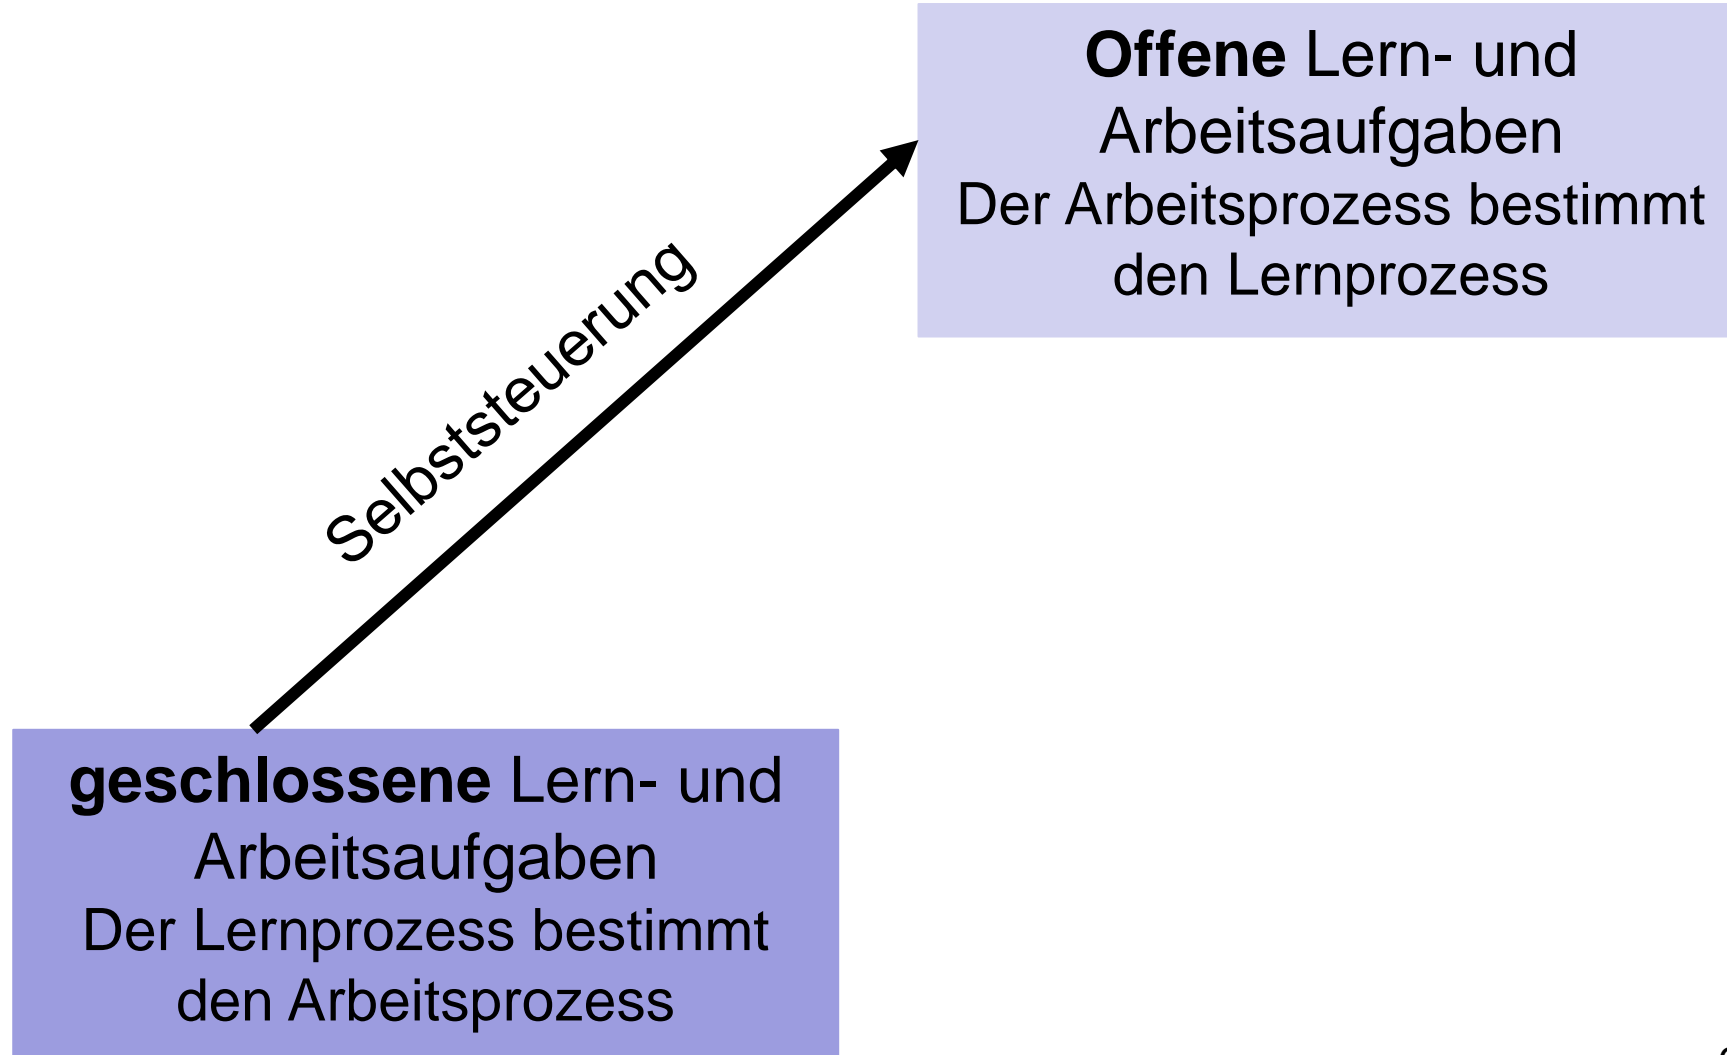 Offene Lern- und
Arbeitsaufgaben
Der Arbeitsprozess bestimmt
den Lernprozess
Selbststeuerung
geschlossene Lern- und
Arbeitsaufgaben
Der Lernprozess bestimmt
den Arbeitsprozess